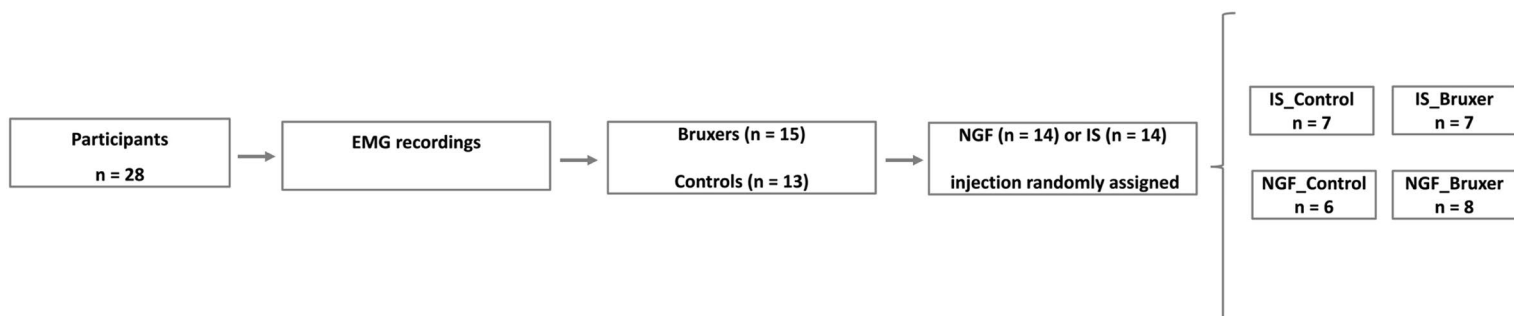 Participants
n = 28
EMG recordings
Bruxers (n = 15)
Controls (n = 13)
NGF (n = 14) or IS (n = 14)
injection randomly assigned
IS_Control
n = 7
IS_Bruxer
n = 7
NGF_Control
n = 6
NGF_Bruxer
n = 8